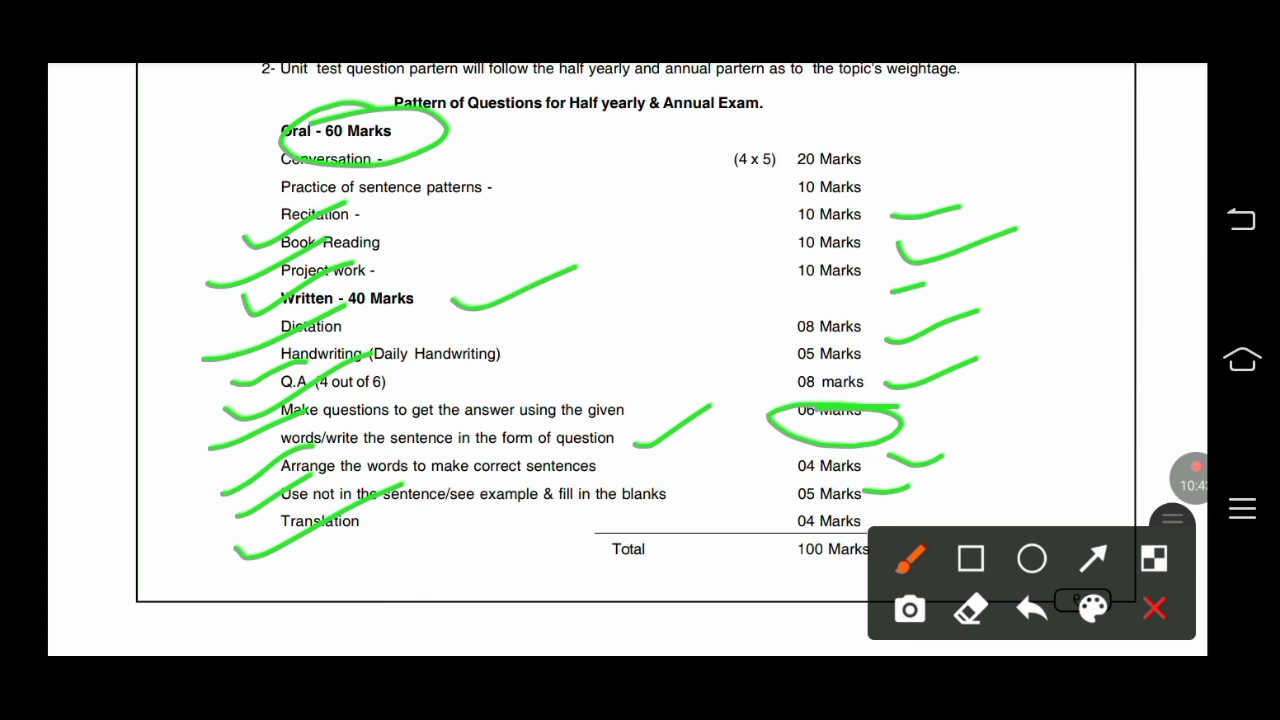 2- Unit test question partern will follow the half yearly and annual partern as to the topic's weightage.
Pattern of Questions for Half yearly & Annual Exam.
Oral - 60 Marks
Conversation - (4 x 5) 20 Marks
Practice of sentence patterns - 10 Marks
Recitation - 10 Marks
Book Reading 10 Marks
Project work - 10 Marks
Written - 40 Marks
Dictation 08 Marks
Handwriting (Daily Handwriting) 05 Marks
Q.A. (4 out of 6) 08 marks
Make questions to get the answer using the given 06 Marks
words/write the sentence in the form of question
Arrange the words to make correct sentences 04 Marks
Use not in the sentence/see example & fill in the blanks 05 Marks
Translation 04 Marks
Total 100 Marks